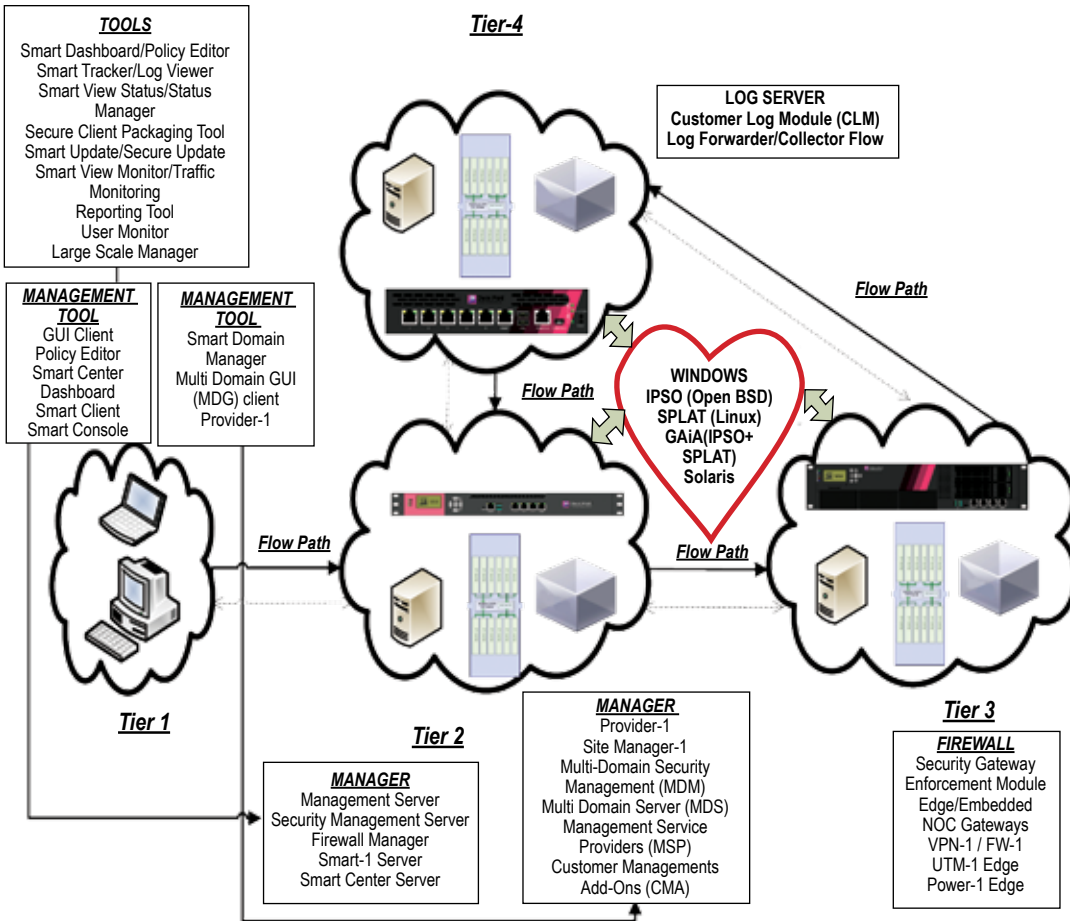 TOOLS
Smart Dashboard/Policy Editor
Smart Tracker/Log Viewer
Smart View Status/Status
Manager
Secure Client Packaging Tool
Smart Update/Secure Update
Smart View Monitor/Traffic
Monitoring
Reporting Tool
User Monitor
Large Scale Manager
Tier-4
LOG SERVER
Customer Log Module (CLM)
Log Forwarder/Collector Flow
MANAGEMENT
TOOL
GUI Client
Policy Editor
Smart Center
Dashboard
Smart Client
Smart Console
MANAGEMENT
TOOL
Smart Domain
Manager
Multi Domain GUI
(MDG) client
Provider-1
Flow Path
Flow Path
WINDOWS
IPSO (Open BSD)
SPLAT (Linux)
GAiA(IPSO+
SPLAT)
Solaris
Flow Path
Flow Path
Tier 1
Tier 2
Tier 3
MANAGER
Management Server
Security Management Server
Firewall Manager
Smart-1 Server
Smart Center Server
MANAGER
Provider-1
Site Manager-1
Multi-Domain Security
Management (MDM)
Multi Domain Server (MDS)
Management Service
Providers (MSP)
Customer Managements
Add-Ons (CMA)
FIREWALL
Security Gateway
Enforcement Module
Edge/Embedded
NOC Gateways
VPN-1 / FW-1
UTM-1 Edge
Power-1 Edge